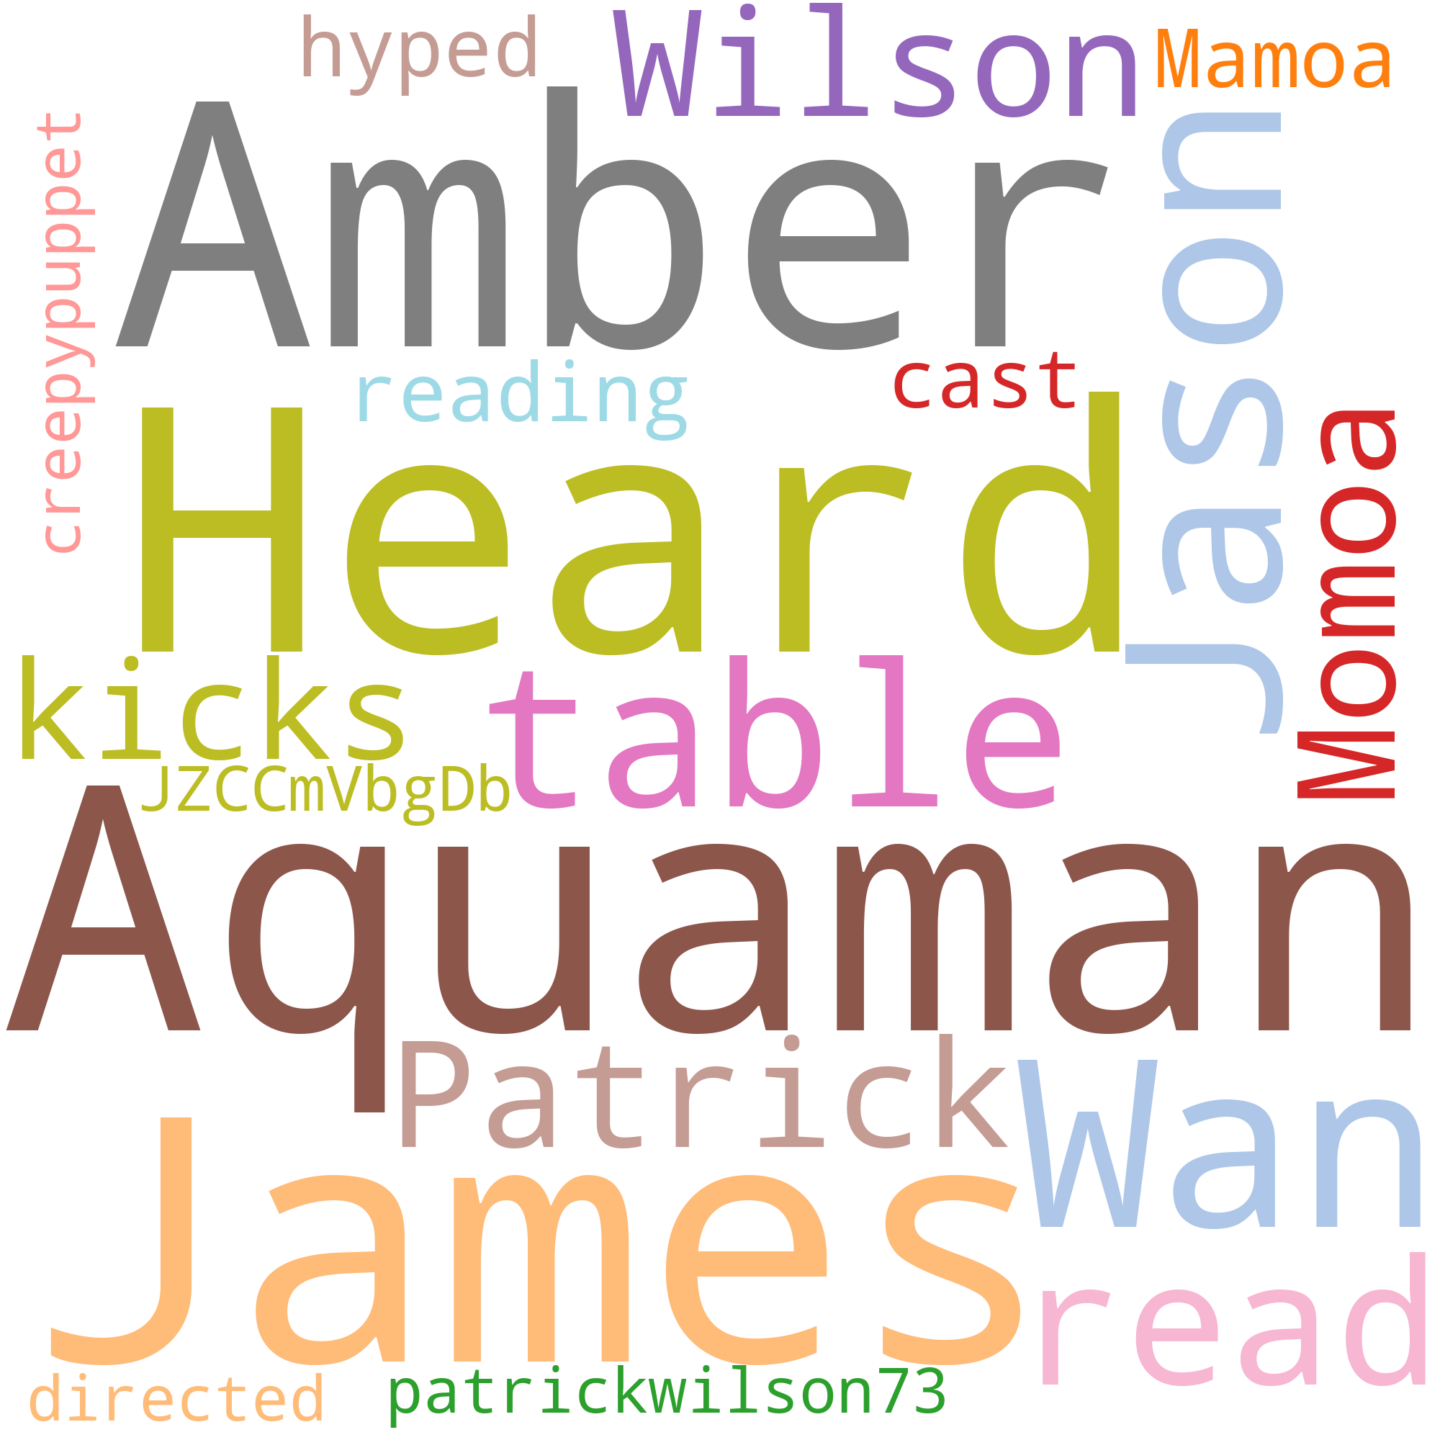 hyped
Wilson
Mamoa
creepypuppet
Amber
Jason
reading
cast
Heard
Momoa
kicks
table
JZCCmVbgDb
Aquaman
Patrick
Wan
James
read
directed
patrickwilson73